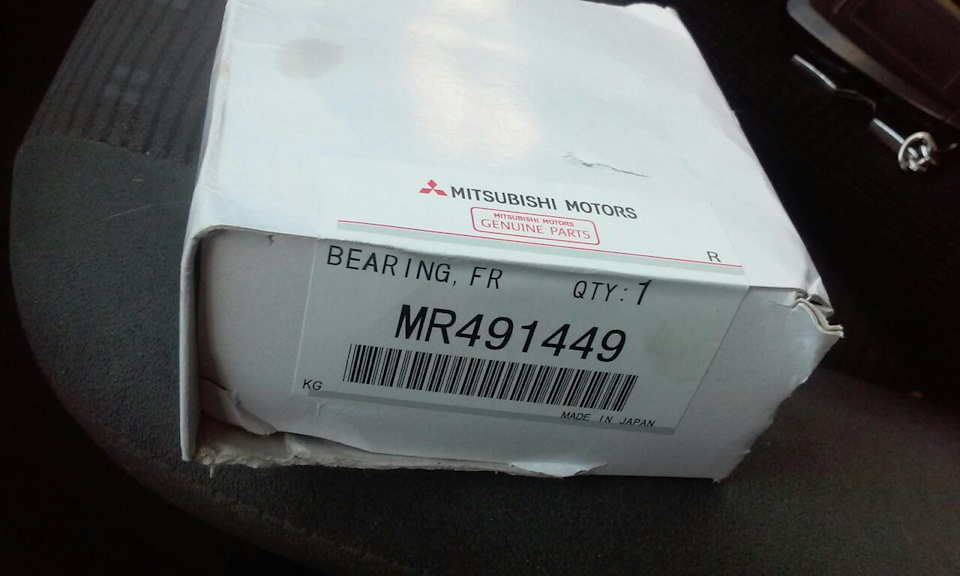 MITSUBISHI MOTORS
MITSUBISHI MOTORS
GENUINE PARTS
R
BEARING, FR
QTY:1
MR491449
KG
MADE IN JAPAN